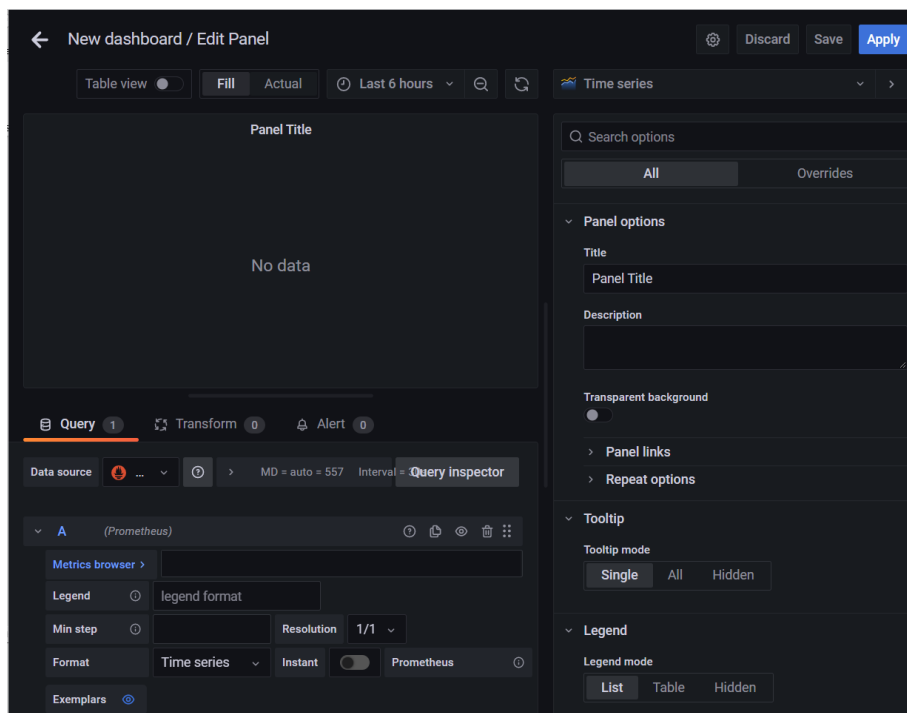 New dashboard / Edit Panel
Discard
Save
Apply
Table view
Fill
Actual
Last 6 hours
Time series
Panel Title
No data
Search options
All
Overrides
Panel options
Title
Panel Title
Description
Transparent background
Panel links
Repeat options
Tooltip
Tooltip mode
Single
All
Hidden
Legend
Legend mode
List
Table
Hidden
Query 1
Transform 0
Alert 0
Data source
...
MD = auto = 557
Interval =
Query inspector
A
(Prometheus)
Metrics browser >
Legend
legend format
Min step
Resolution
1/1
Format
Time series
Instant
Prometheus
Exemplars